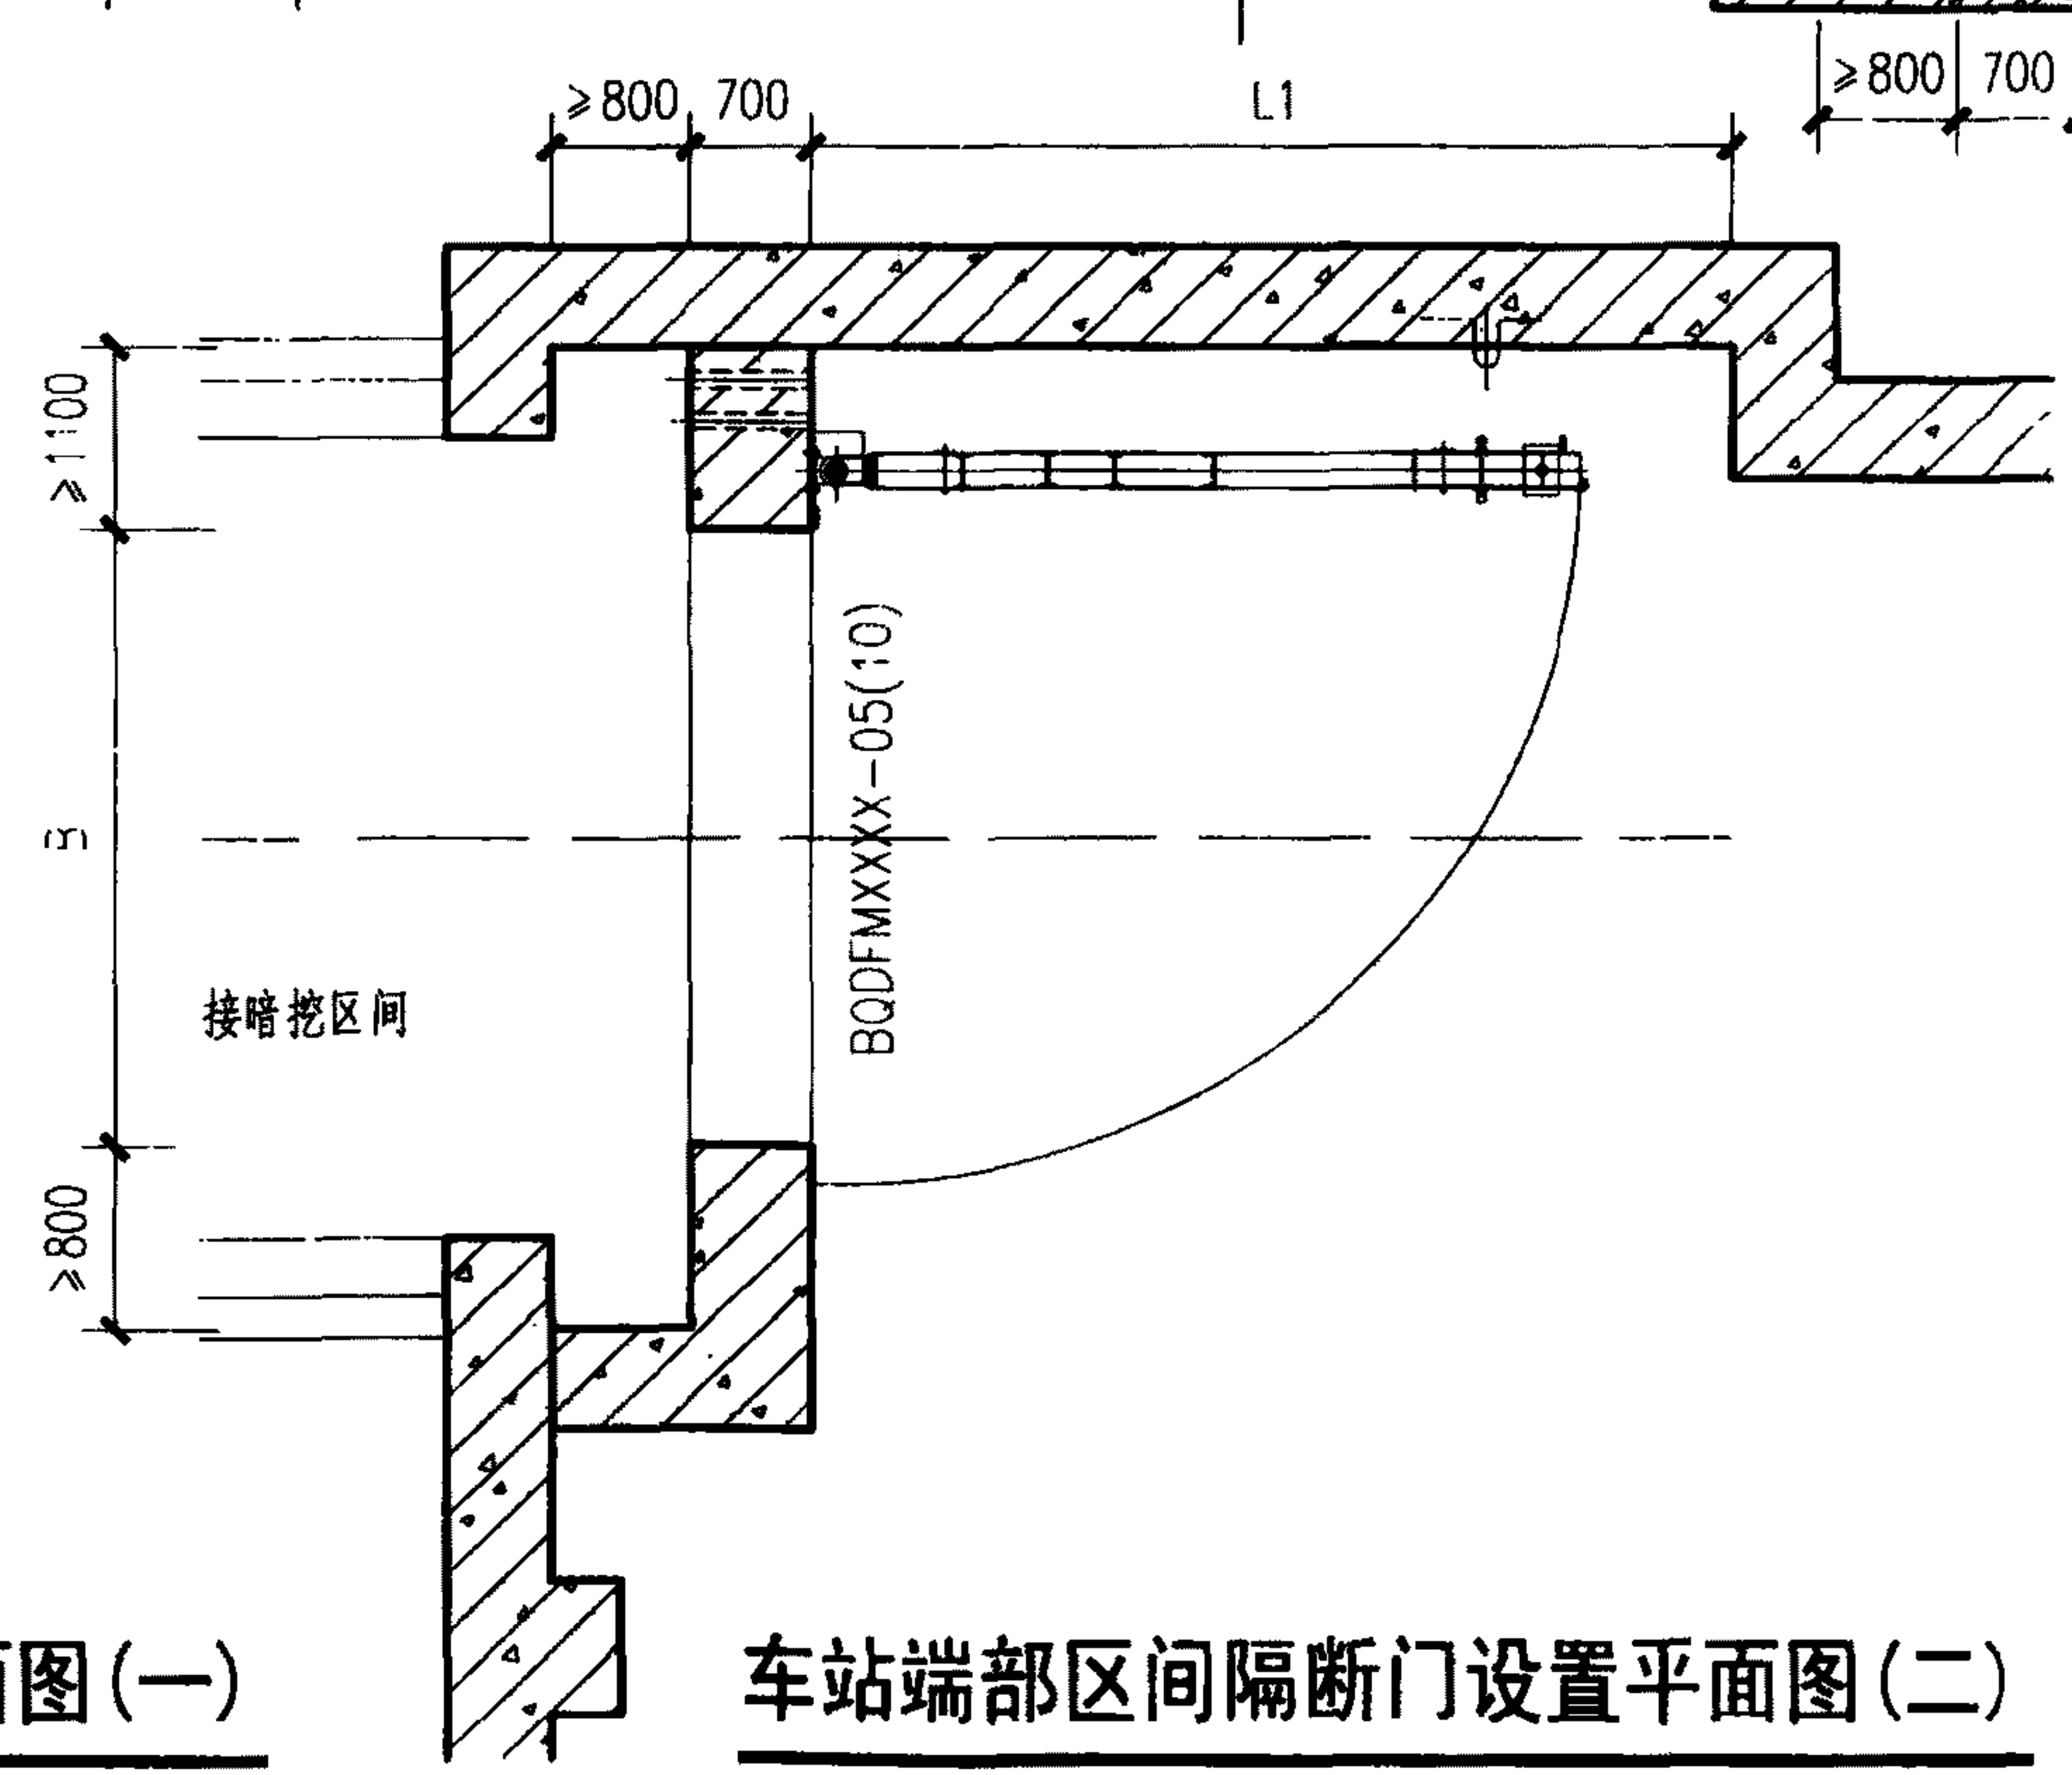 ≥800 700 L1
≥800 700
≥1100
BQDFMXXXX-05(10)
接暗挖区间
≥800
图(一)
车站端部区间隔断门设置平面图(二)